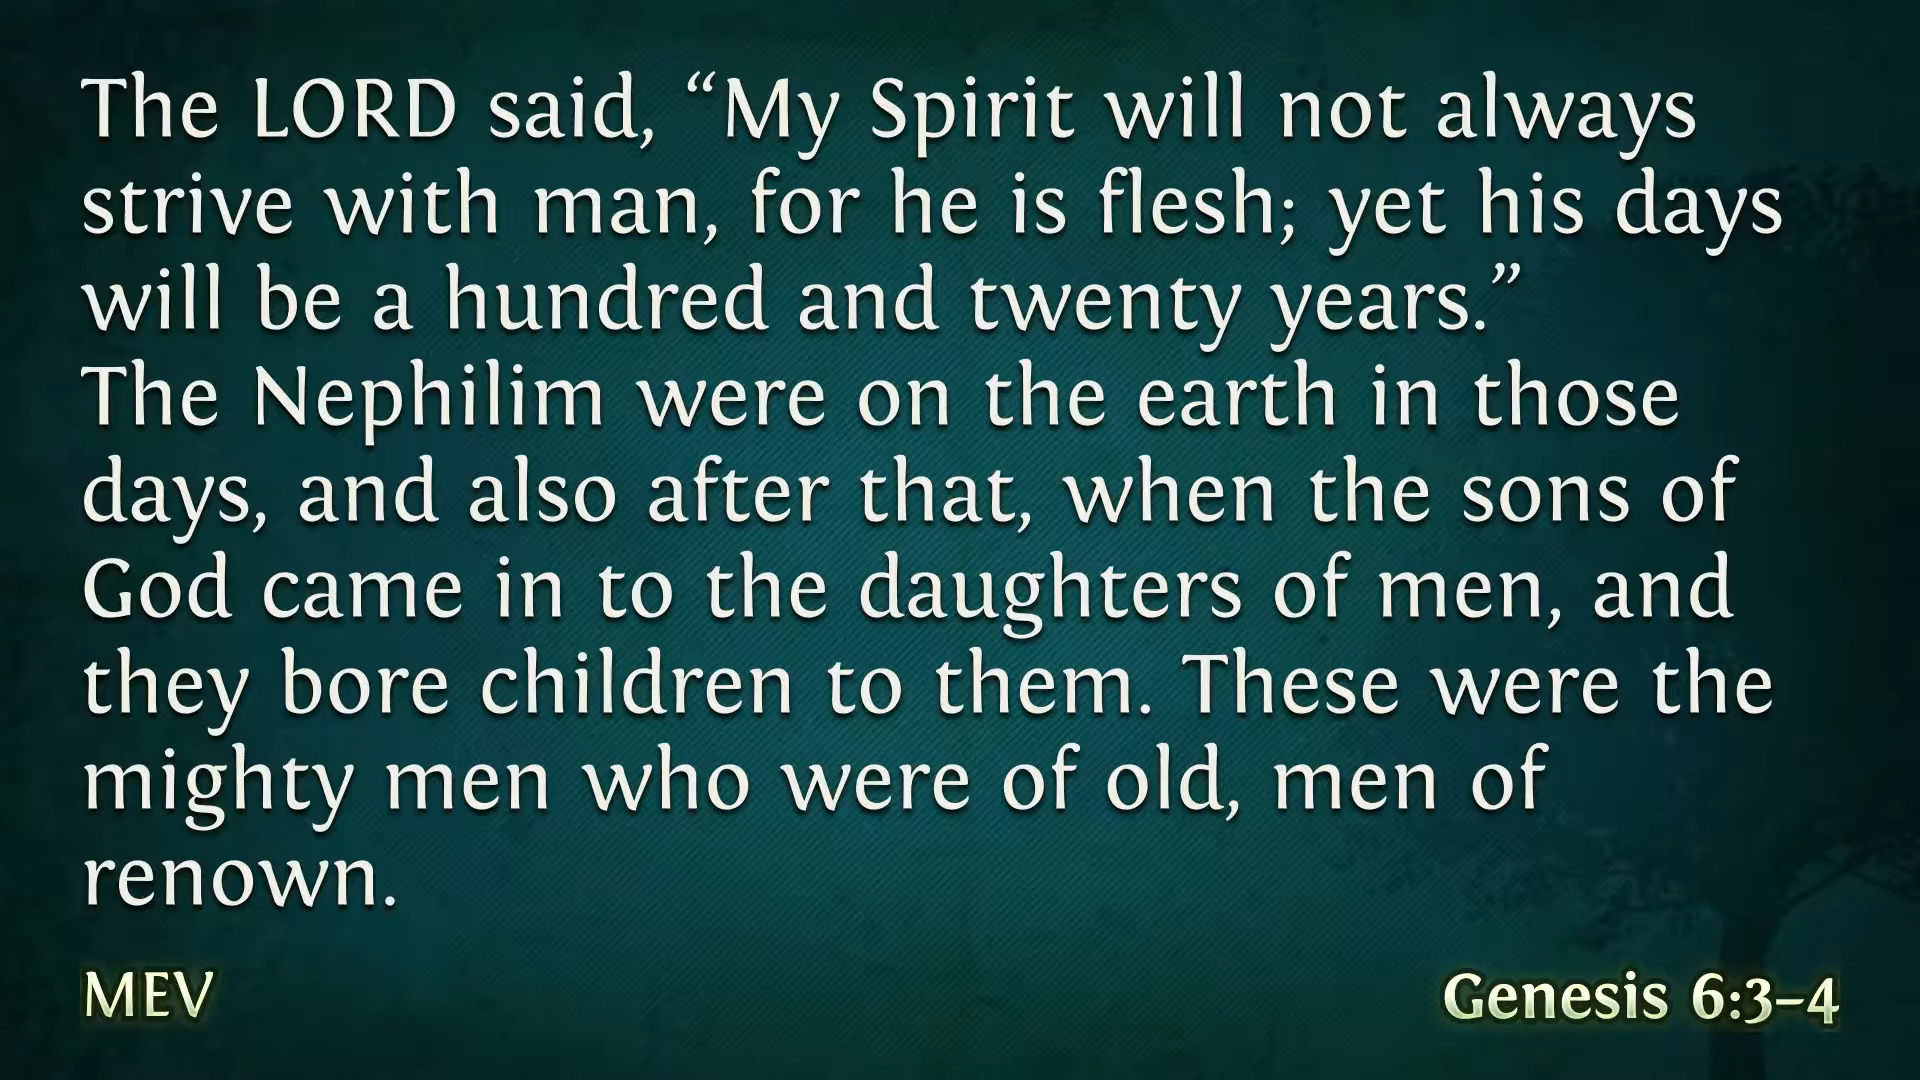 The LORD said, “My Spirit will not always
strive with man, for he is flesh; yet his days
will be a hundred and twenty years.”
The Nephilim were on the earth in those
days, and also after that, when the sons of
God came in to the daughters of men, and
they bore children to them. These were the
mighty men who were of old, men of
renown.
MEV
Genesis 6:3–4